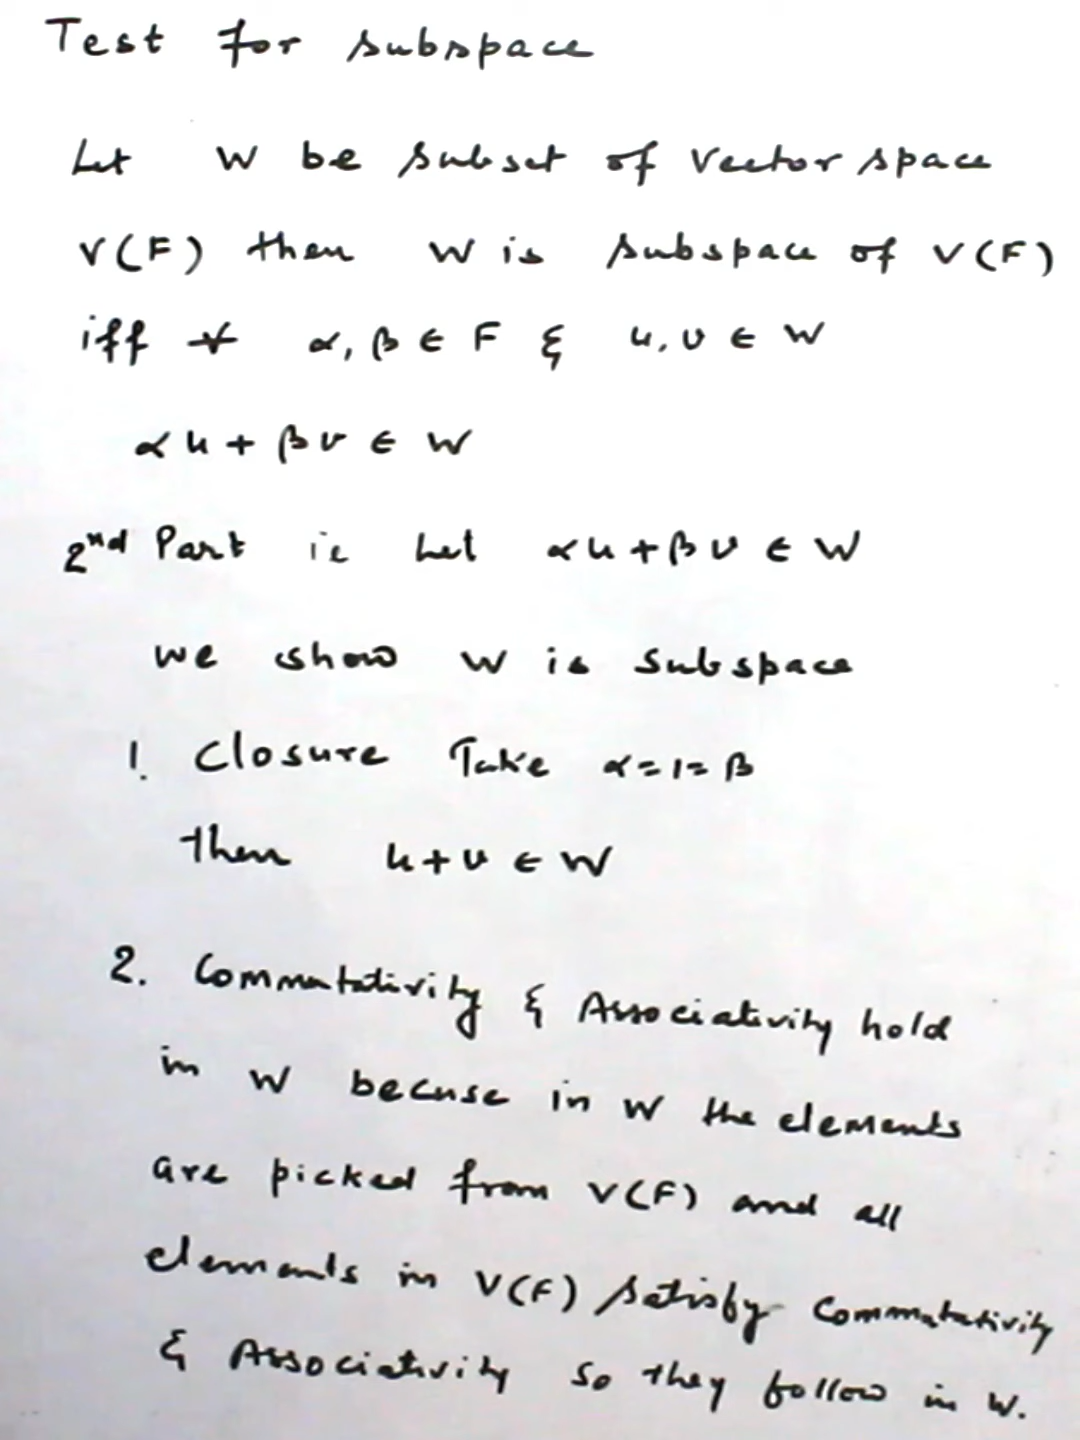 Test for subspace
Let W be subset of Vector space
V(F) then W is subspace of V(F)
iff ∀ α, β ∈ F & u, v ∈ W
αu + βv ∈ W
2nd Part ie Let αu + βv ∈ W
we show W is subspace
1. Closure Take α = 1 = β
then u + v ∈ W
2. Commutativity & Associativity hold
in W becuse in W the elements
are picked from V(F) and all
elements in V(F) satisfy Commutativity
& Associativity so they follow in W.